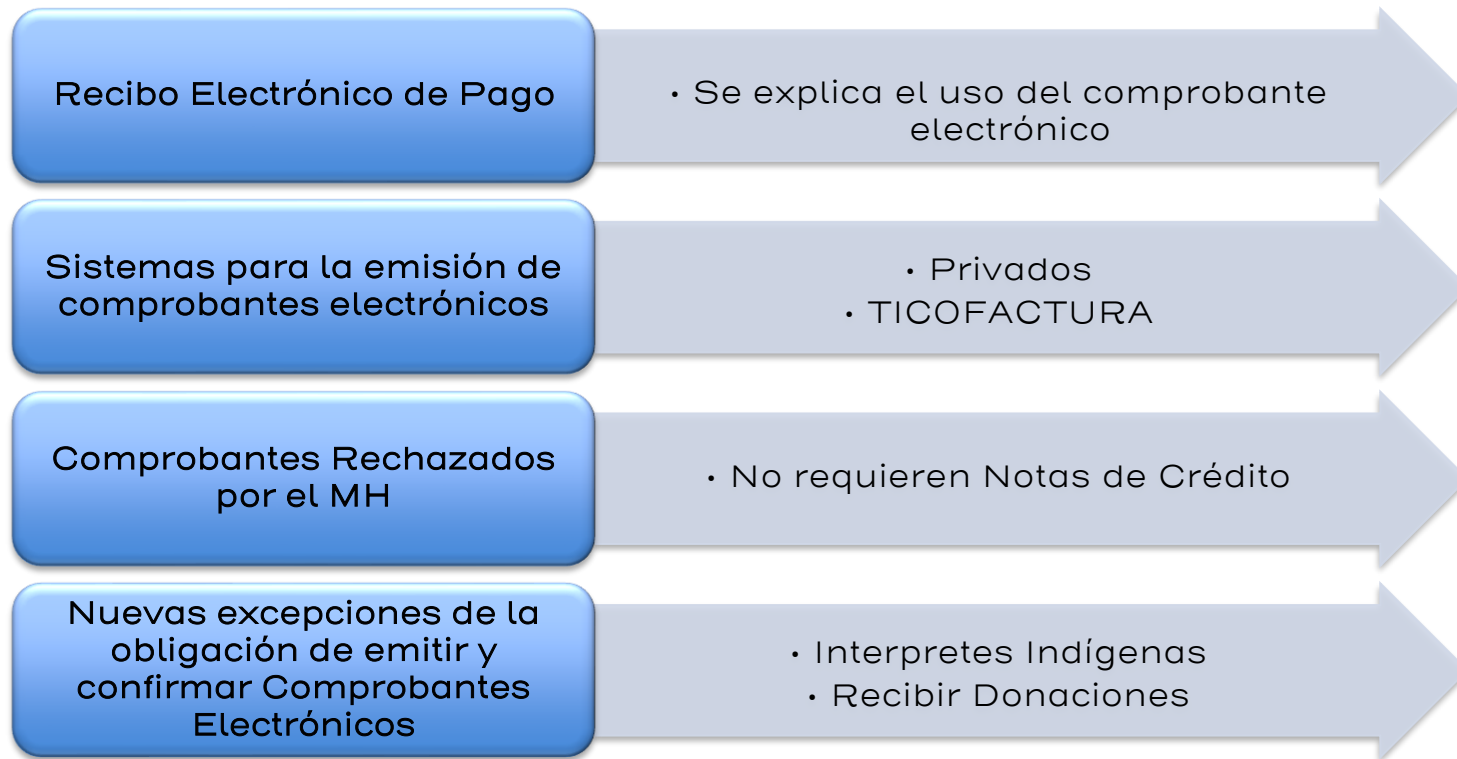 Recibo Electrónico de Pago
• Se explica el uso del comprobante
electrónico
Sistemas para la emisión de
comprobantes electrónicos
• Privados
• TICOFACTURA
Comprobantes Rechazados
por el MH
• No requieren Notas de Crédito
Nuevas excepciones de la
obligación de emitir y
confirmar Comprobantes
Electrónicos
• Interpretes Indígenas
• Recibir Donaciones